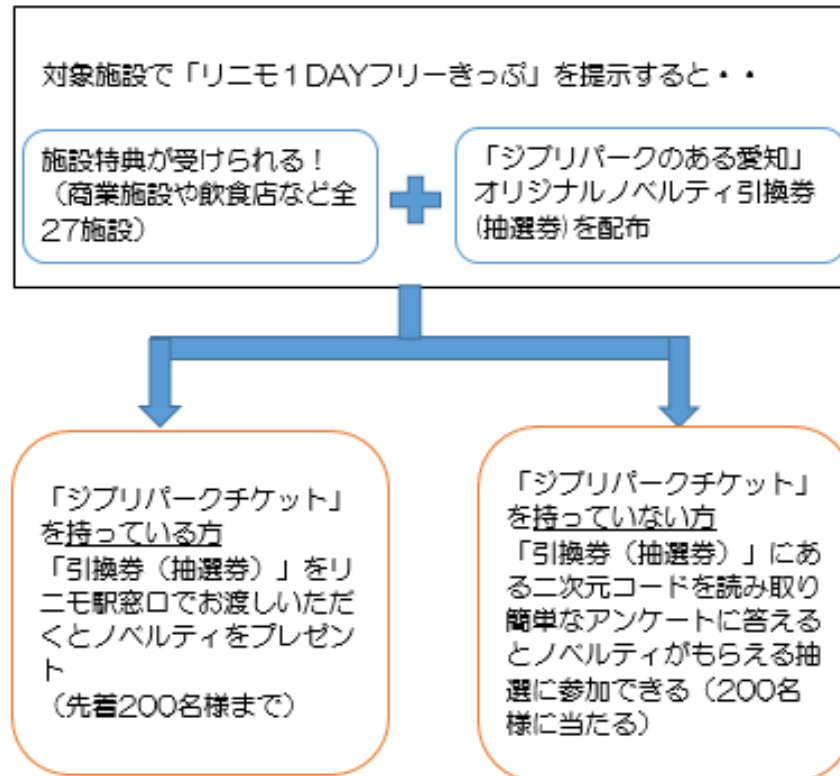 対象施設で「リニモ１DAYフリーきっぷ」を提示すると・・
施設特典が受けられる！
（商業施設や飲食店など全
27施設）
「ジブリパークのある愛知」
オリジナルノベルティ引換券
(抽選券)を配布
「ジブリパークチケット」
を持っている方
「引換券（抽選券）」をリ
ニモ駅窓口でお渡しいただ
くとノベルティをプレゼン
ト
（先着200名様まで）
「ジブリパークチケット」
を持っていない方
「引換券（抽選券）」にあ
る二次元コードを読み取り
簡単なアンケートに答える
とノベルティがもらえる抽
選に参加できる（200名
様に当たる）